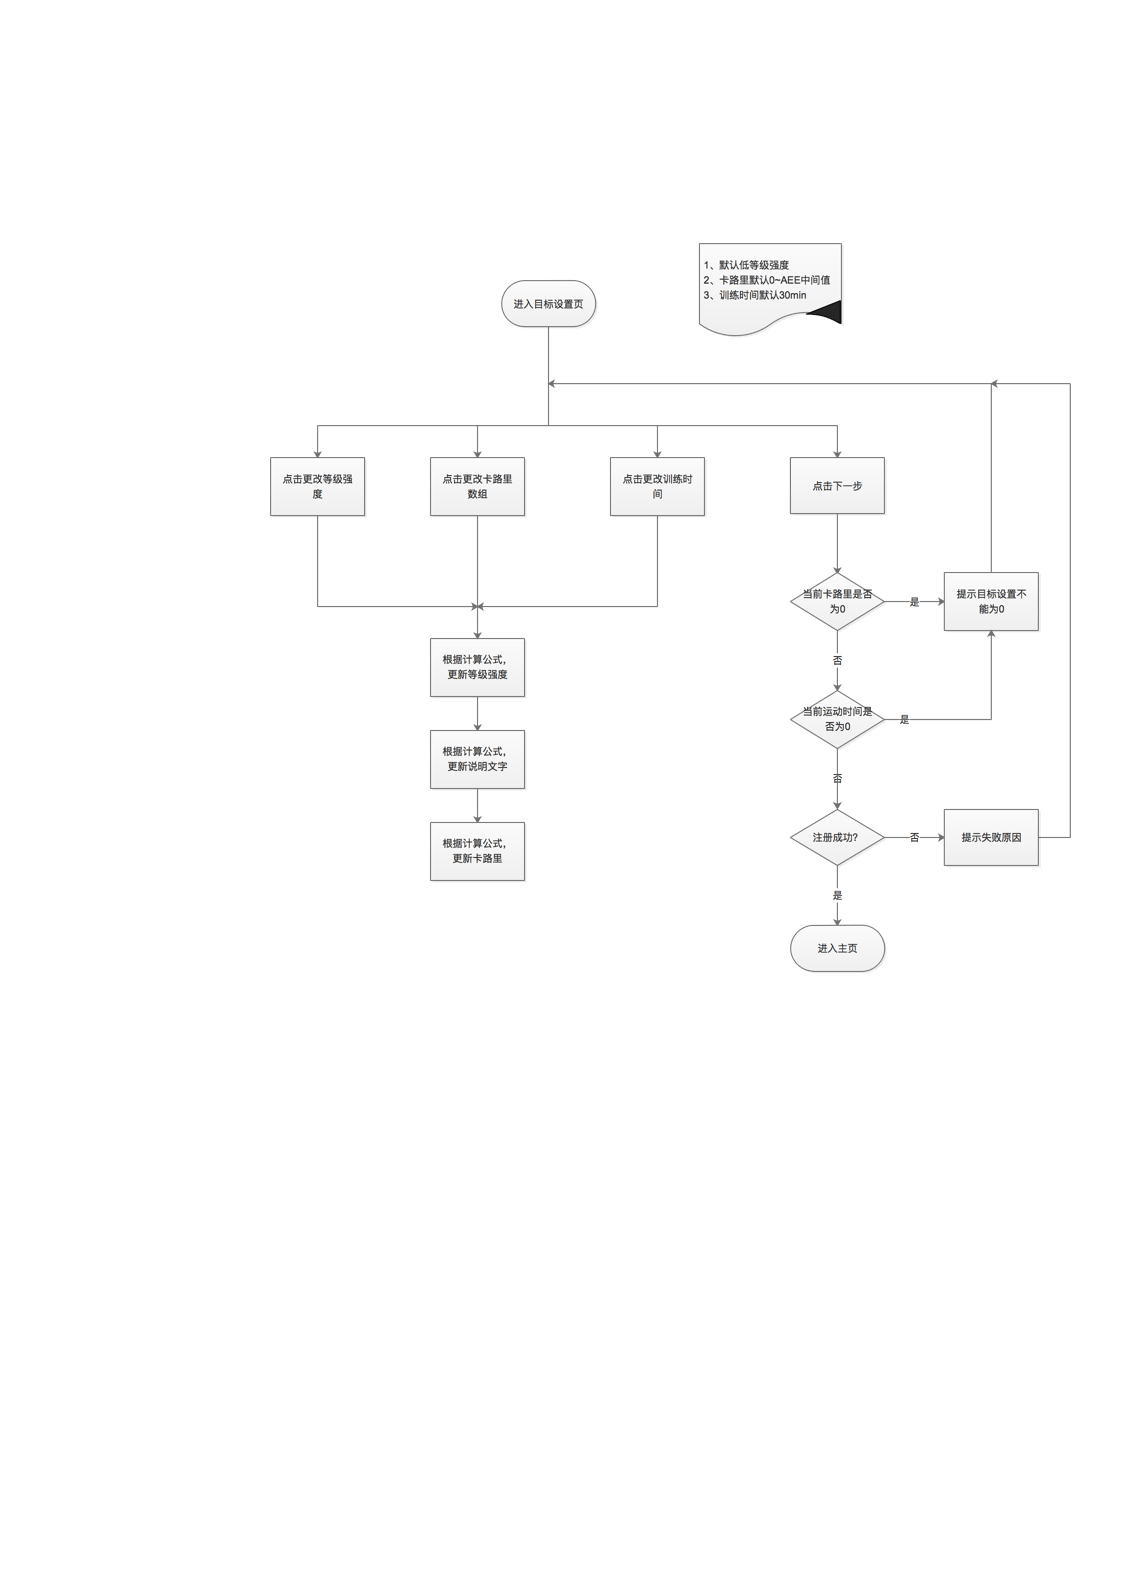 1、默认低等级强度
2、卡路里默认0~AEE中间值
3、训练时间默认30min
进入目标设置页
点击更改等级强
度
点击更改卡路里
数组
点击更改训练时
间
点击下一步
当前卡路里是否
为0
是
提示目标设置不
能为0
否
根据计算公式，
更新等级强度
当前运动时间是
否为0
是
根据计算公式，
更新说明文字
否
注册成功?
否
提示失败原因
根据计算公式，
更新卡路里
是
进入主页